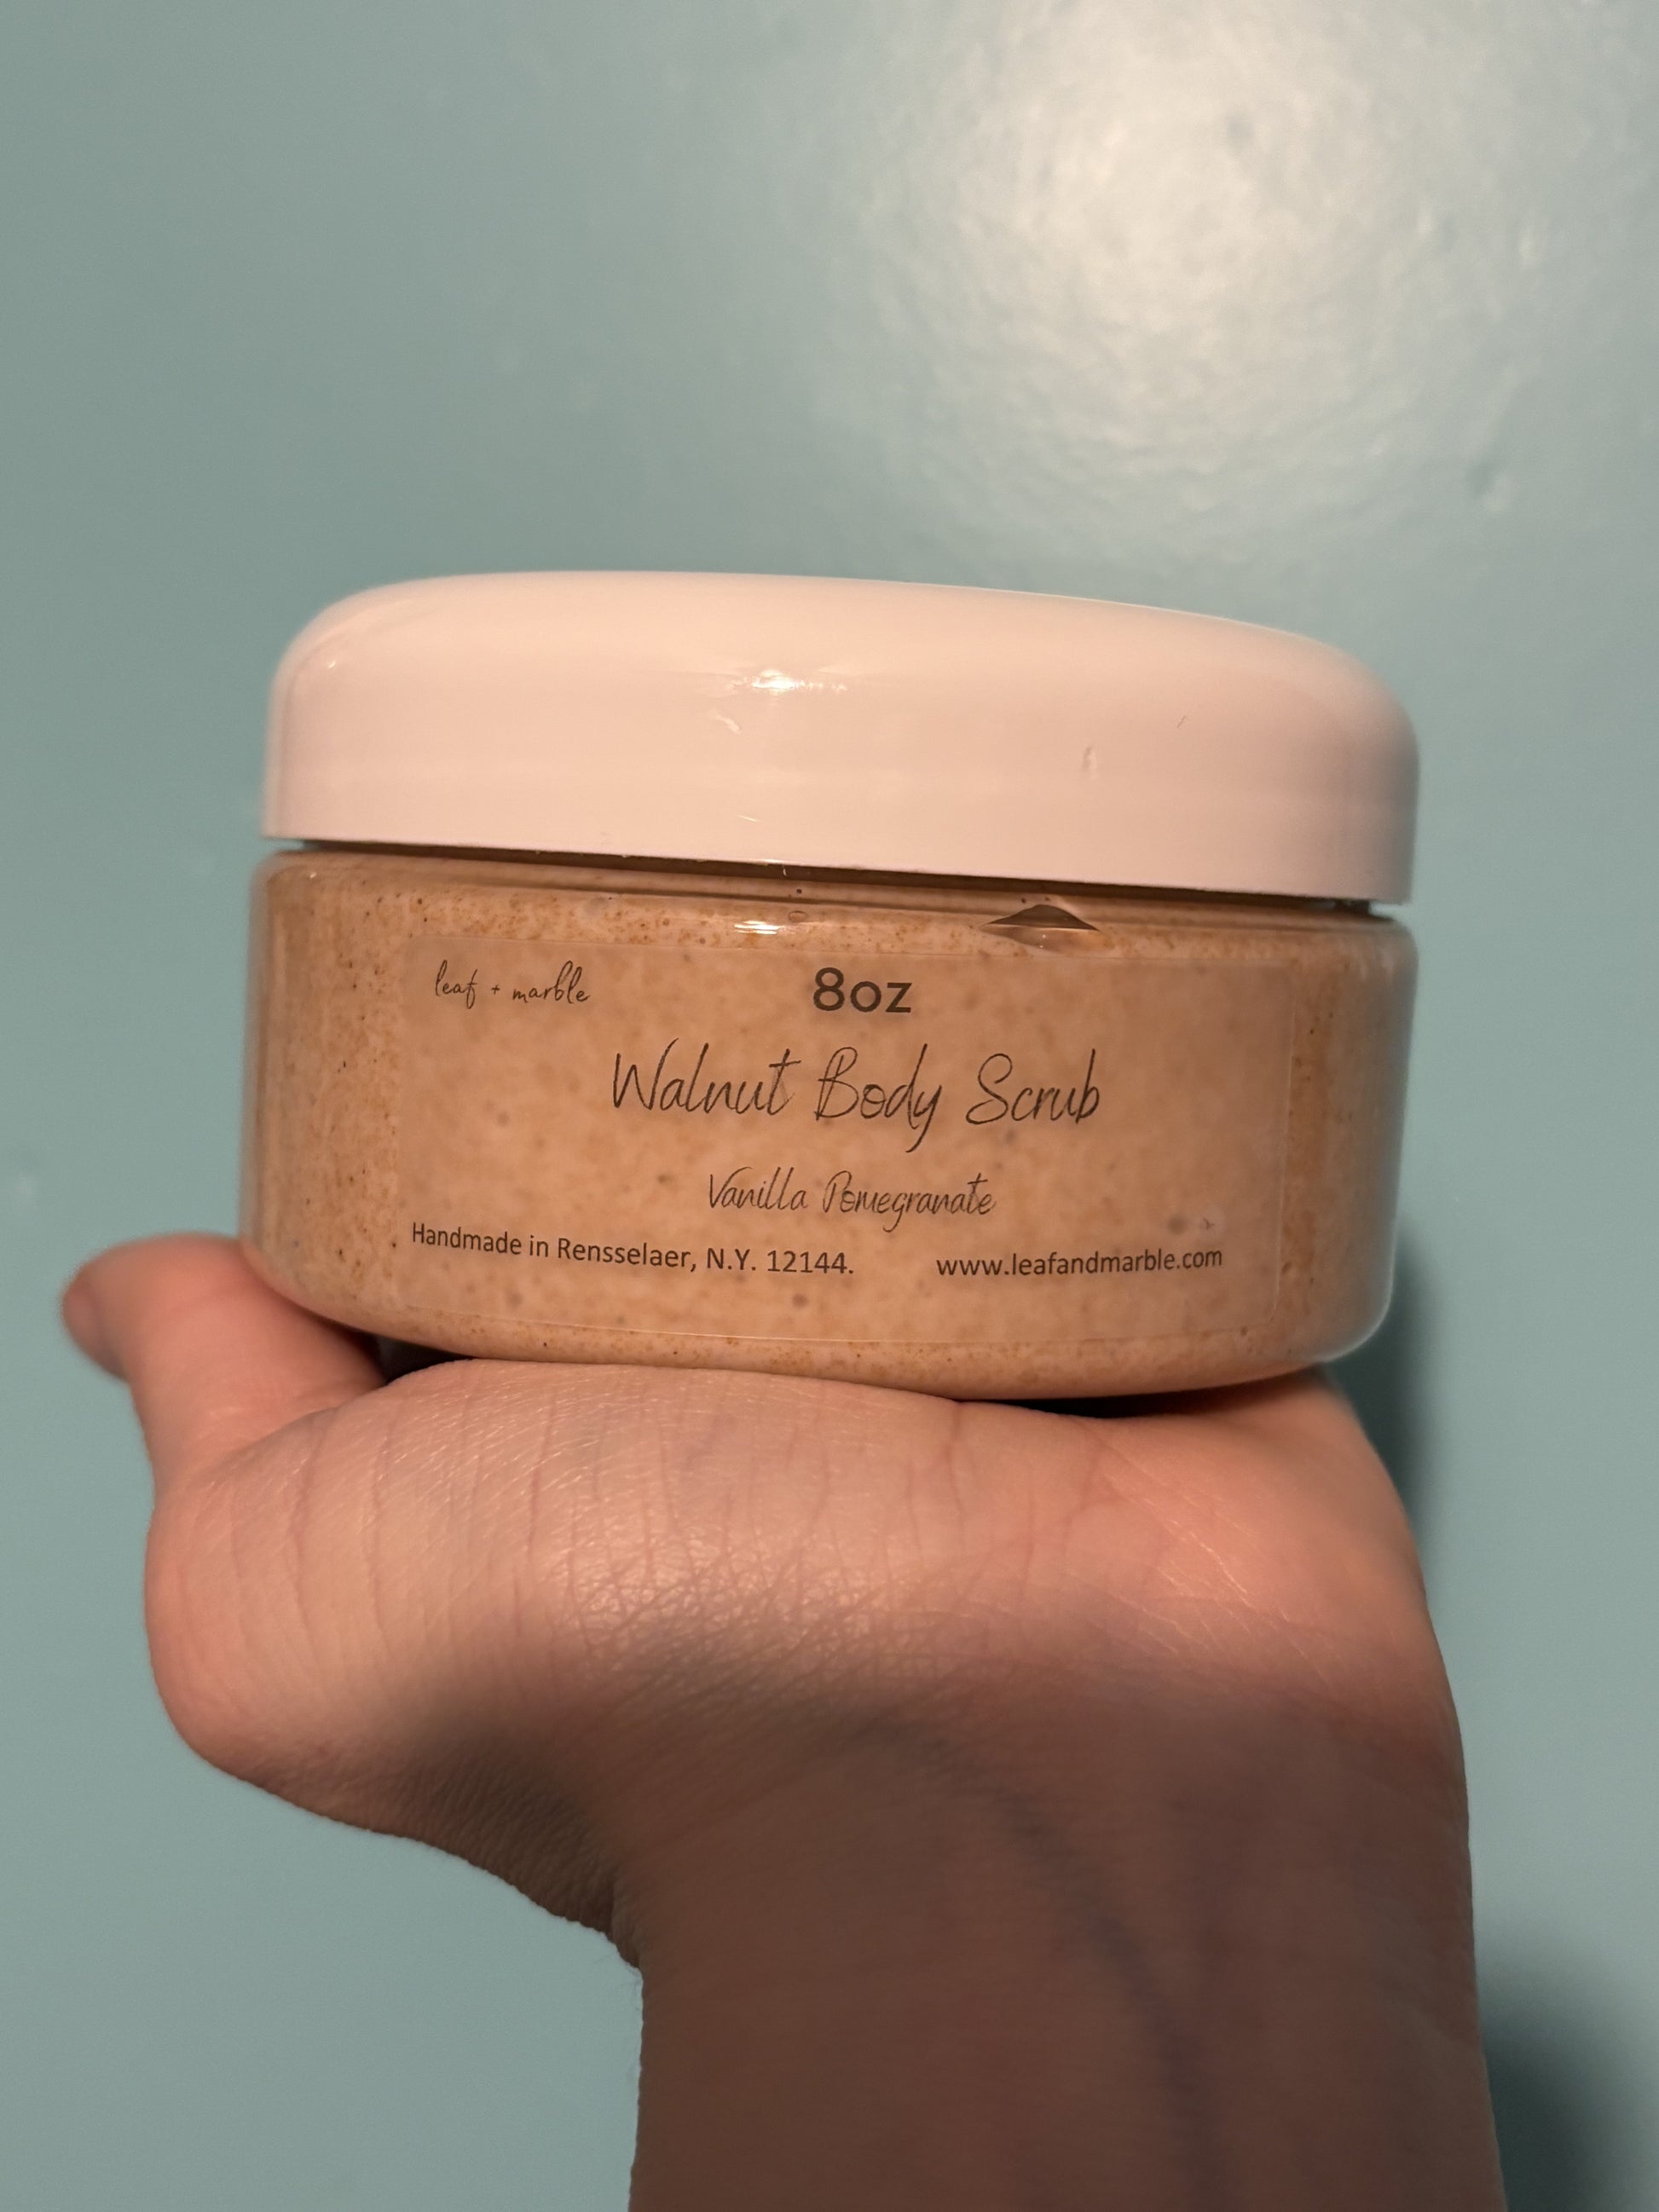 leaf + marble
8oz
Walnut Body Scrub
Vanilla Pomegranate
Handmade in Rensselaer, N.Y. 12144.
www.leafandmarble.com